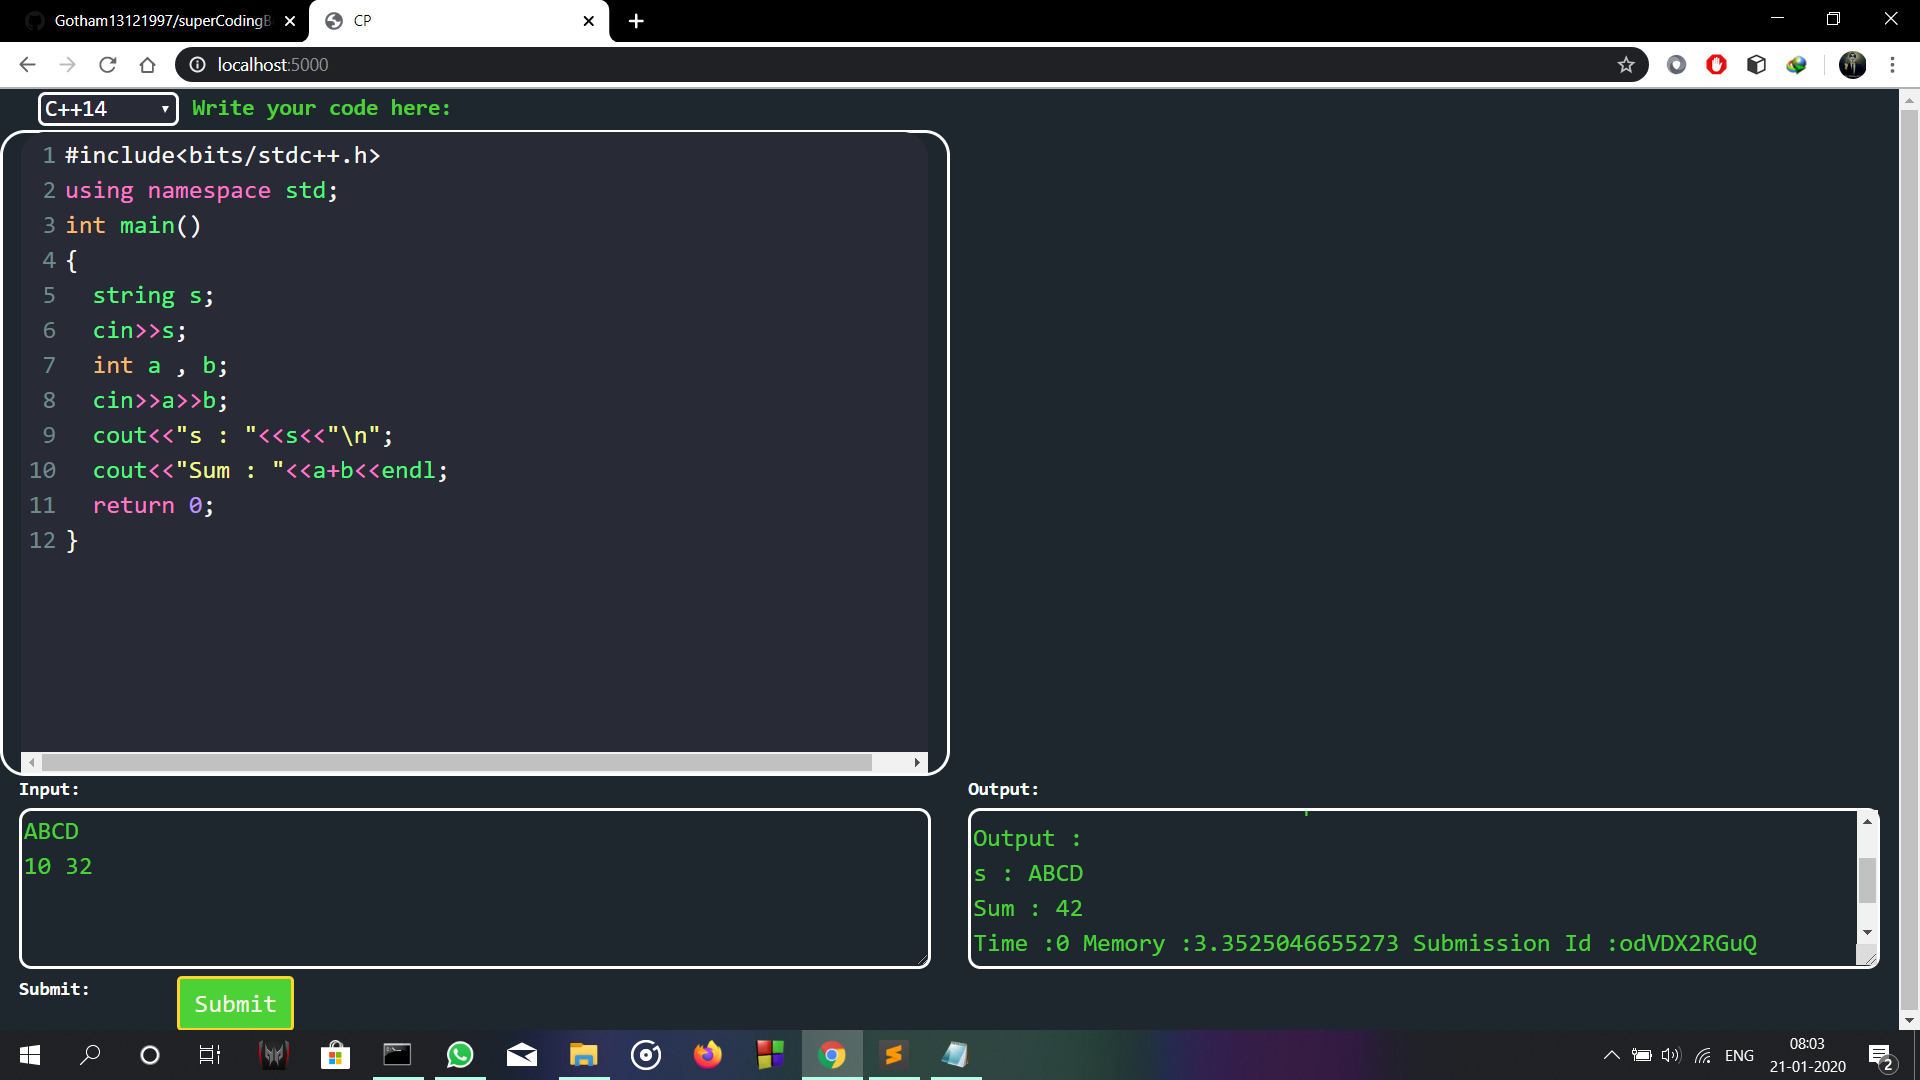 Gotham13121997/superCodingB
CP
localhost:5000
C++14
Write your code here:
1 #include<bits/stdc++.h>
2 using namespace std;
3 int main()
4 {
5   string s;
6   cin>>s;
7   int a , b;
8   cin>>a>>b;
9   cout<<"s : "<<s<<"\n";
10   cout<<"Sum : "<<a+b<<endl;
11   return 0;
12 }
Input:
ABCD
10 32
Output:
Output :
s : ABCD
Sum : 42
Time :0 Memory :3.3525046655273 Submission Id :odVDX2RGuQ
Submit:
Submit
ENG
08:03
21-01-2020
2